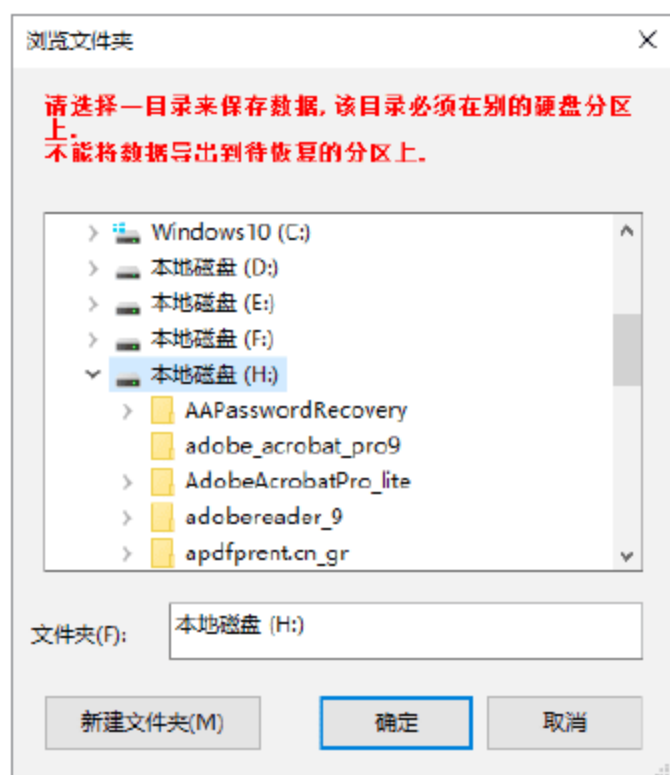 浏览文件夹
请选择一目录来保存数据, 该目录必须在别的硬盘分区
上.
不能将数据导出到待恢复的分区上.
Windows10 (C:)
本地磁盘 (D:)
本地磁盘 (E:)
本地磁盘 (F:)
本地磁盘 (H:)
AAPasswordRecovery
adobe_acrobat_pro9
AdobeAcrobatPro_lite
adobereader_9
apdfprent.cn_gr
文件夹(F):
本地磁盘 (H:)
新建文件夹(M)
确定
取消